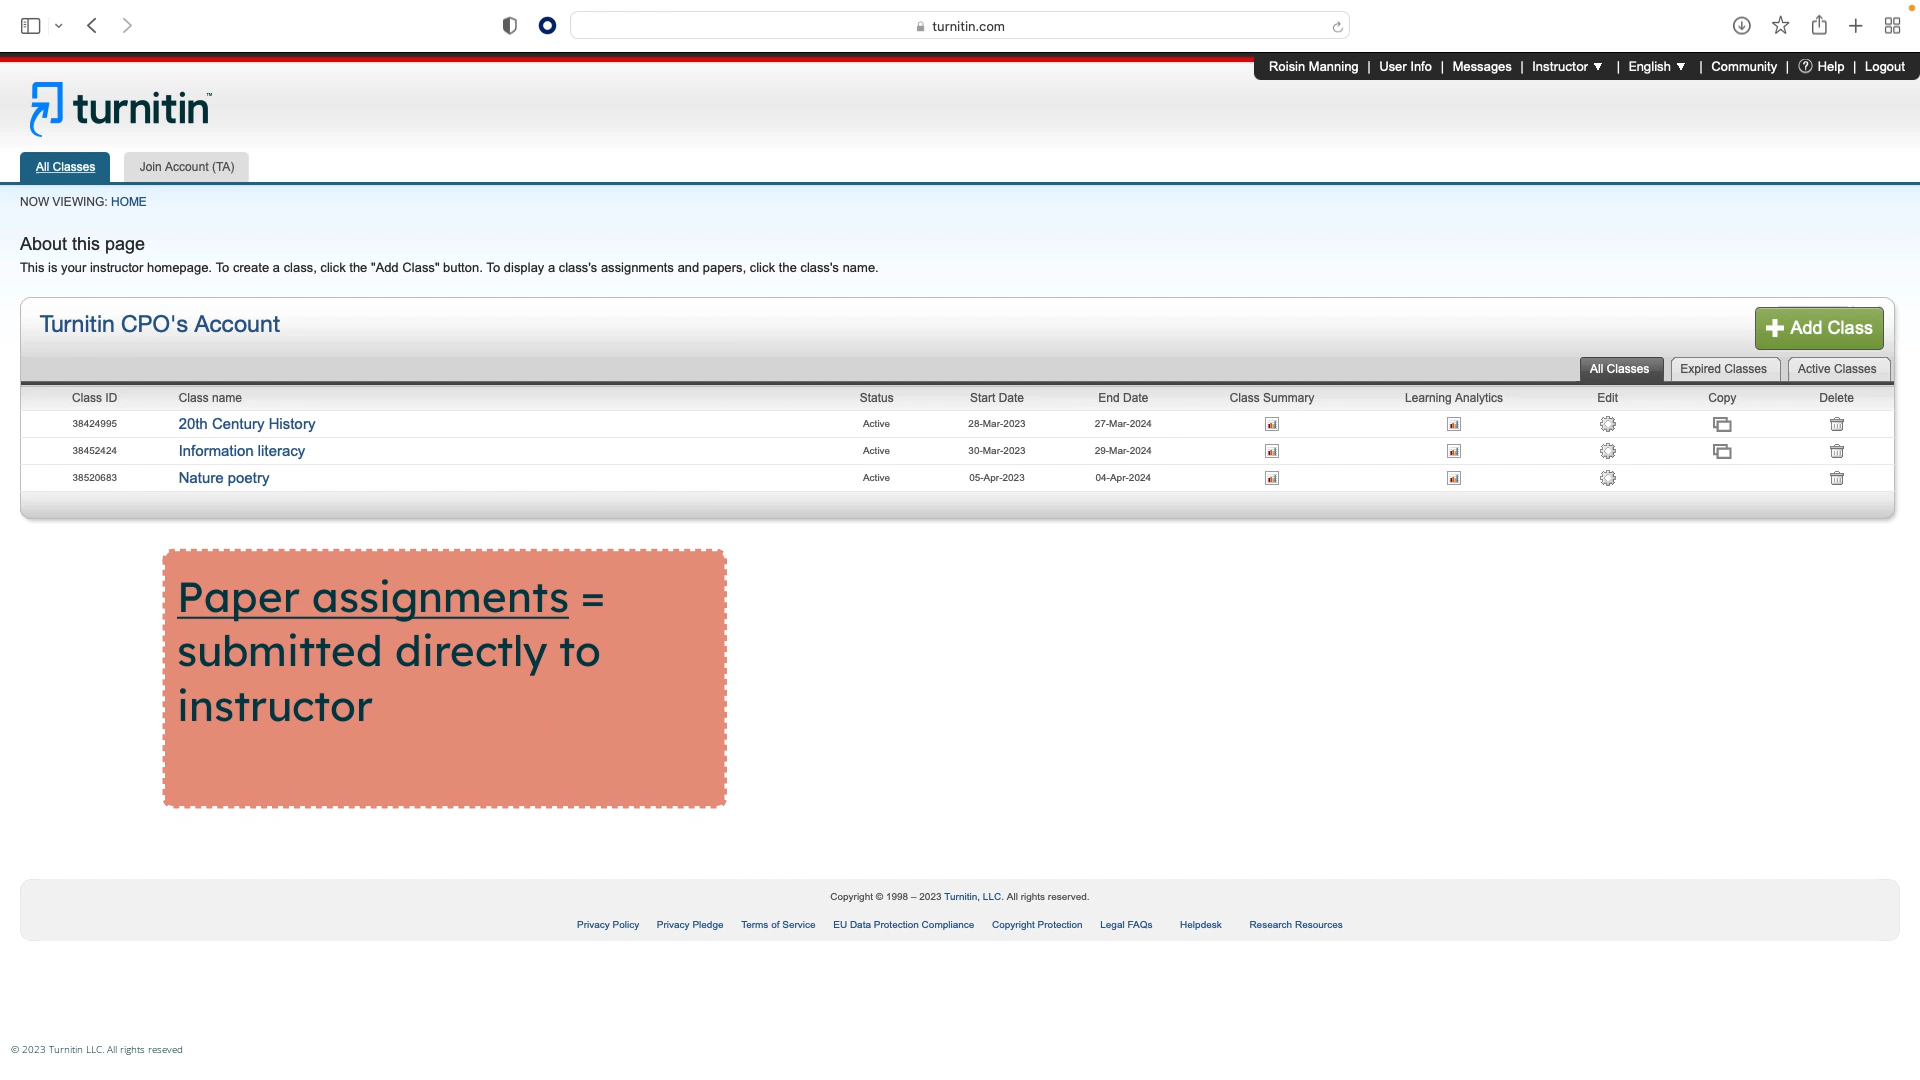 turnitin.com
Roisin Manning | User Info | Messages | Instructor ▼ | English ▼ | Community | ? Help | Logout
turnitin™
All Classes
Join Account (TA)
NOW VIEWING: HOME
About this page
This is your instructor homepage. To create a class, click the "Add Class" button. To display a class's assignments and papers, click the class's name.
Turnitin CPO's Account
Add Class
All Classes Expired Classes Active Classes
Class ID Class name Status Start Date End Date Class Summary Learning Analytics Edit Copy Delete
38424995 20th Century History Active 28-Mar-2023 27-Mar-2024
38452424 Information literacy Active 30-Mar-2023 29-Mar-2024
38520683 Nature poetry Active 05-Apr-2023 04-Apr-2024
Paper assignments =
submitted directly to
instructor
Copyright © 1998 – 2023 Turnitin, LLC. All rights reserved.
Privacy Policy Privacy Pledge Terms of Service EU Data Protection Compliance Copyright Protection Legal FAQs Helpdesk Research Resources
© 2023 Turnitin LLC. All rights reseved